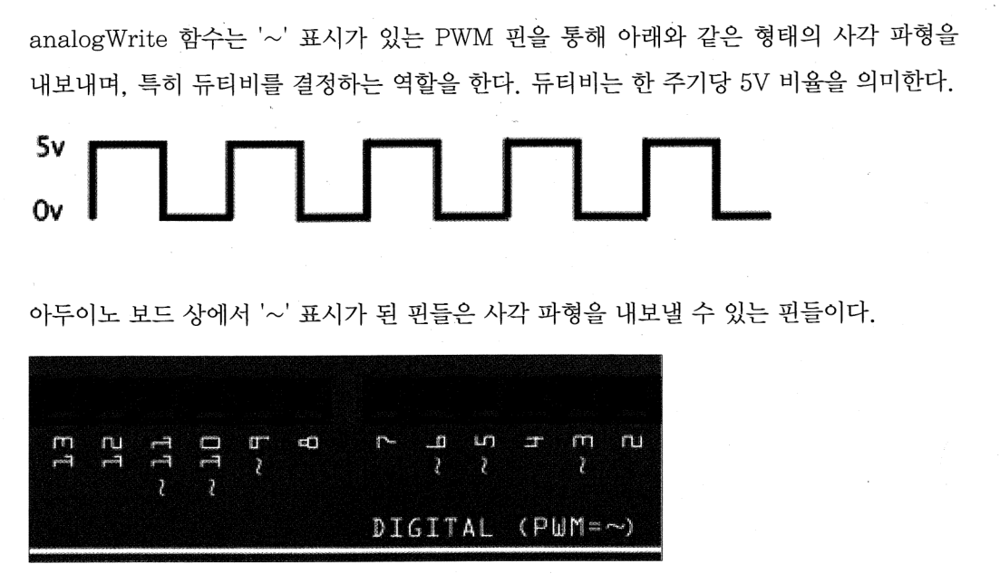 analogWrite 함수는 '~' 표시가 있는 PWM 핀을 통해 아래와 같은 형태의 사각 파형을
내보내며, 특히 듀티비를 결정하는 역할을 한다. 듀티비는 한 주기당 5V 비율을 의미한다.
5v
0v
아두이노 보드 상에서 '~' 표시가 된 핀들은 사각 파형을 내보낼 수 있는 핀들이다.
13 12 ~11 ~10 ~9 8 7 ~6 ~5 4 ~3 2
DIGITAL (PWM=~)